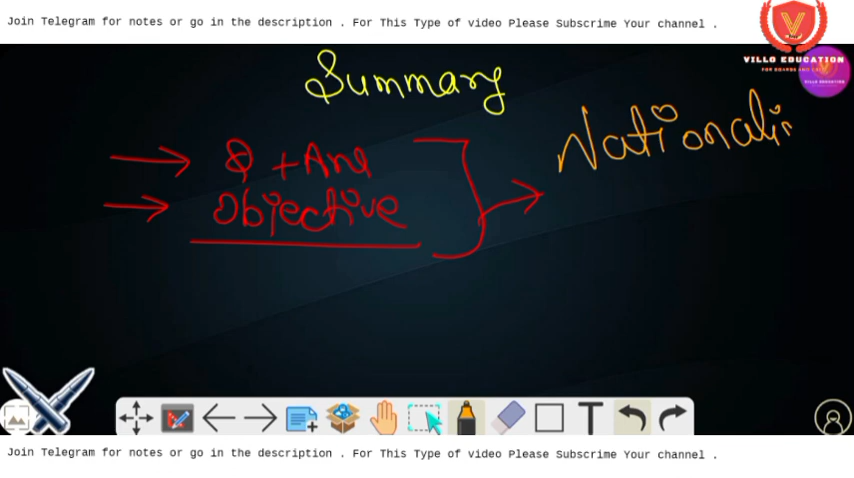 Join Telegram for notes or go in the description . For This Type of video Please Subscrime Your channel .
VILLO EDUCATION
Summary
Nationalis
Q + Ans
Objective
T
Join Telegram for notes or go in the description . For This Type of video Please Subscrime Your channel .